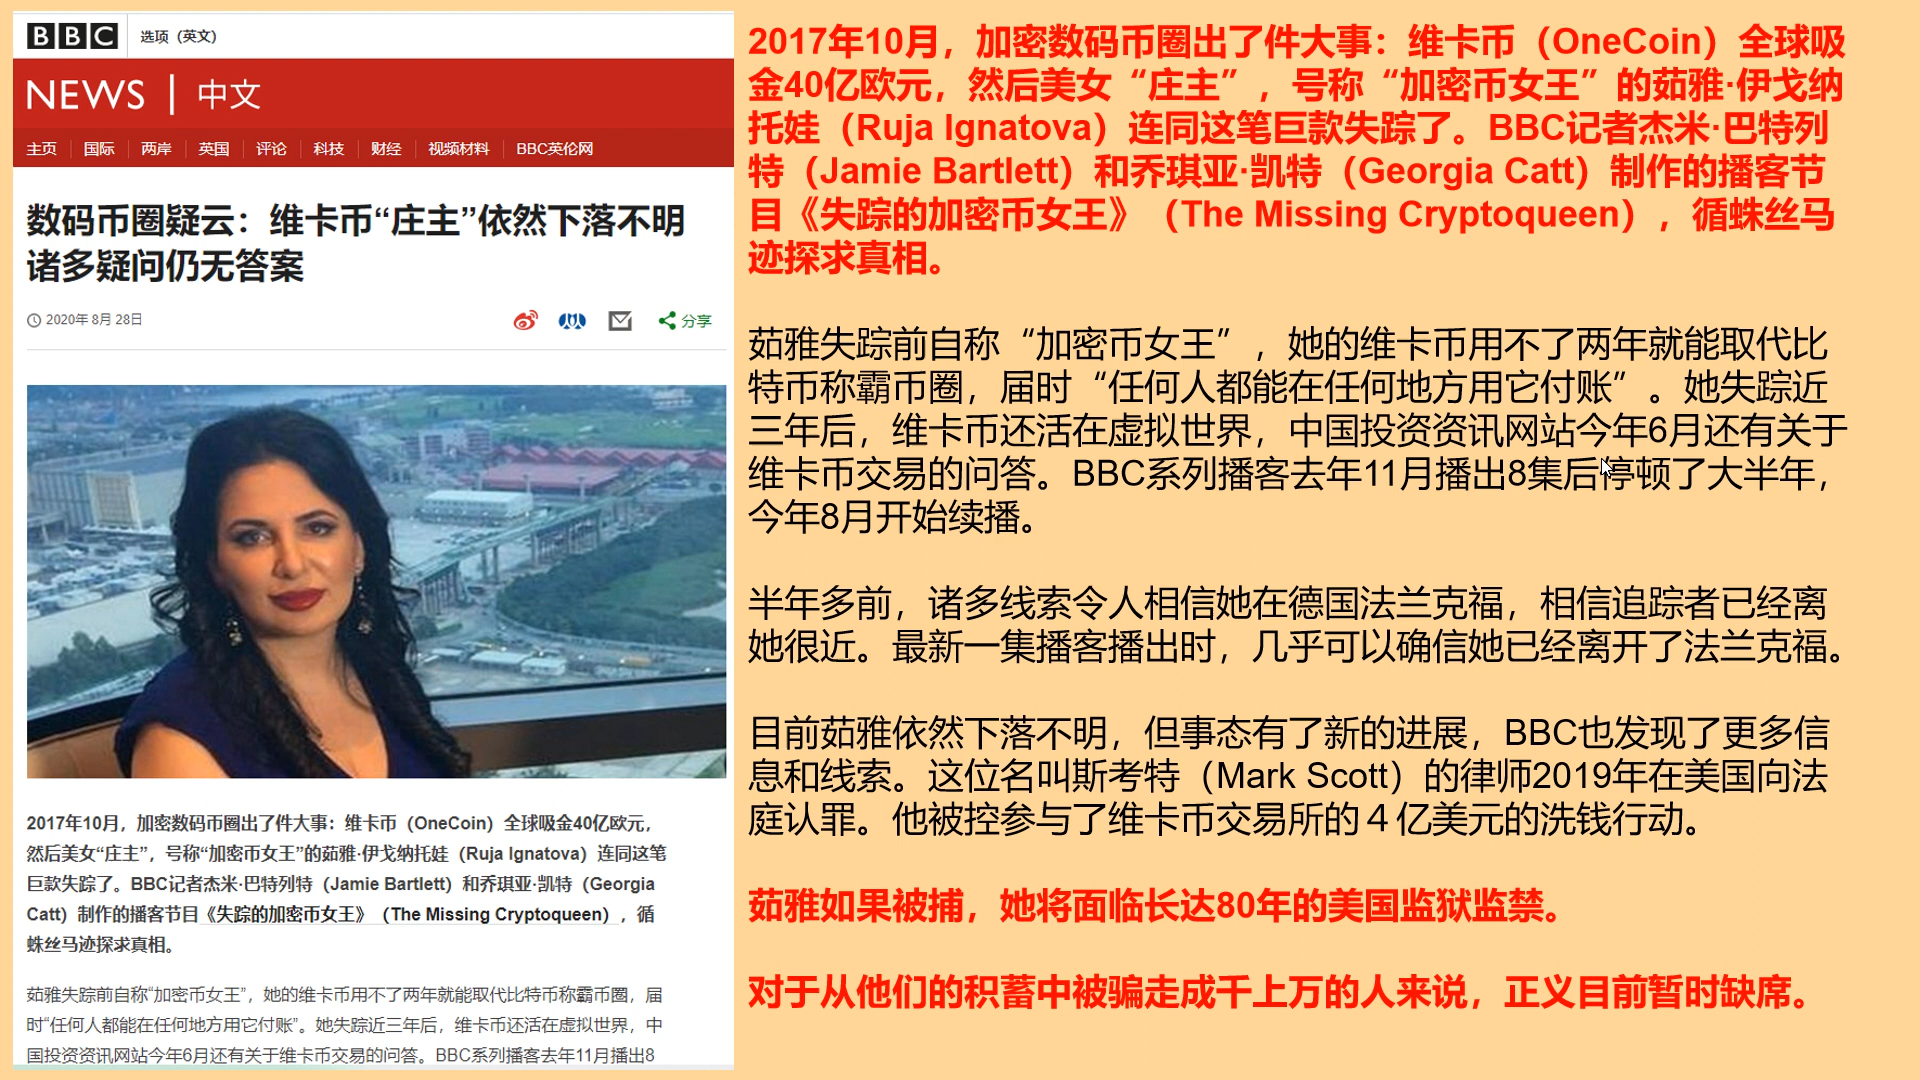 BBC 选项（英文）
NEWS 中文
主页 国际 两岸 英国 评论 科技 财经 视频材料 BBC英伦网
数码币圈疑云：维卡币“庄主”依然下落不明
诸多疑问仍无答案
2020年 8月 28日
分享
2017年10月，加密数码币圈出了件大事：维卡币（OneCoin）全球吸金40亿欧元，
然后美女“庄主”，号称“加密币女王”的茹雅·伊戈纳托娃（Ruja Ignatova）连同这笔
巨款失踪了。BBC记者杰米·巴特列特（Jamie Bartlett）和乔琪亚·凯特（Georgia
Catt）制作的播客节目《失踪的加密币女王》（The Missing Cryptoqueen），循
蛛丝马迹探求真相。
茹雅失踪前自称“加密币女王”，她的维卡币用不了两年就能取代比特币称霸币圈，届
时“任何人都能在任何地方用它付账”。她失踪近三年后，维卡币还活在虚拟世界，中
国投资资讯网站今年6月还有关于维卡币交易的问答。BBC系列播客去年11月播出8
2017年10月，加密数码币圈出了件大事：维卡币（OneCoin）全球吸
金40亿欧元，然后美女“庄主”，号称“加密币女王”的茹雅·伊戈纳
托娃（Ruja Ignatova）连同这笔巨款失踪了。BBC记者杰米·巴特列
特（Jamie Bartlett）和乔琪亚·凯特（Georgia Catt）制作的播客节
目《失踪的加密币女王》（The Missing Cryptoqueen），循蛛丝马
迹探求真相。
茹雅失踪前自称“加密币女王”，她的维卡币用不了两年就能取代比
特币称霸币圈，届时“任何人都能在任何地方用它付账”。她失踪近
三年后，维卡币还活在虚拟世界，中国投资资讯网站今年6月还有关于
维卡币交易的问答。BBC系列播客去年11月播出8集后停顿了大半年，
今年8月开始续播。
半年多前，诸多线索令人相信她在德国法兰克福，相信追踪者已经离
她很近。最新一集播客播出时，几乎可以确信她已经离开了法兰克福。
目前茹雅依然下落不明，但事态有了新的进展，BBC也发现了更多信
息和线索。这位名叫斯考特（Mark Scott）的律师2019年在美国向法
庭认罪。他被控参与了维卡币交易所的４亿美元的洗钱行动。
茹雅如果被捕，她将面临长达80年的美国监狱监禁。
对于从他们的积蓄中被骗走成千上万的人来说，正义目前暂时缺席。